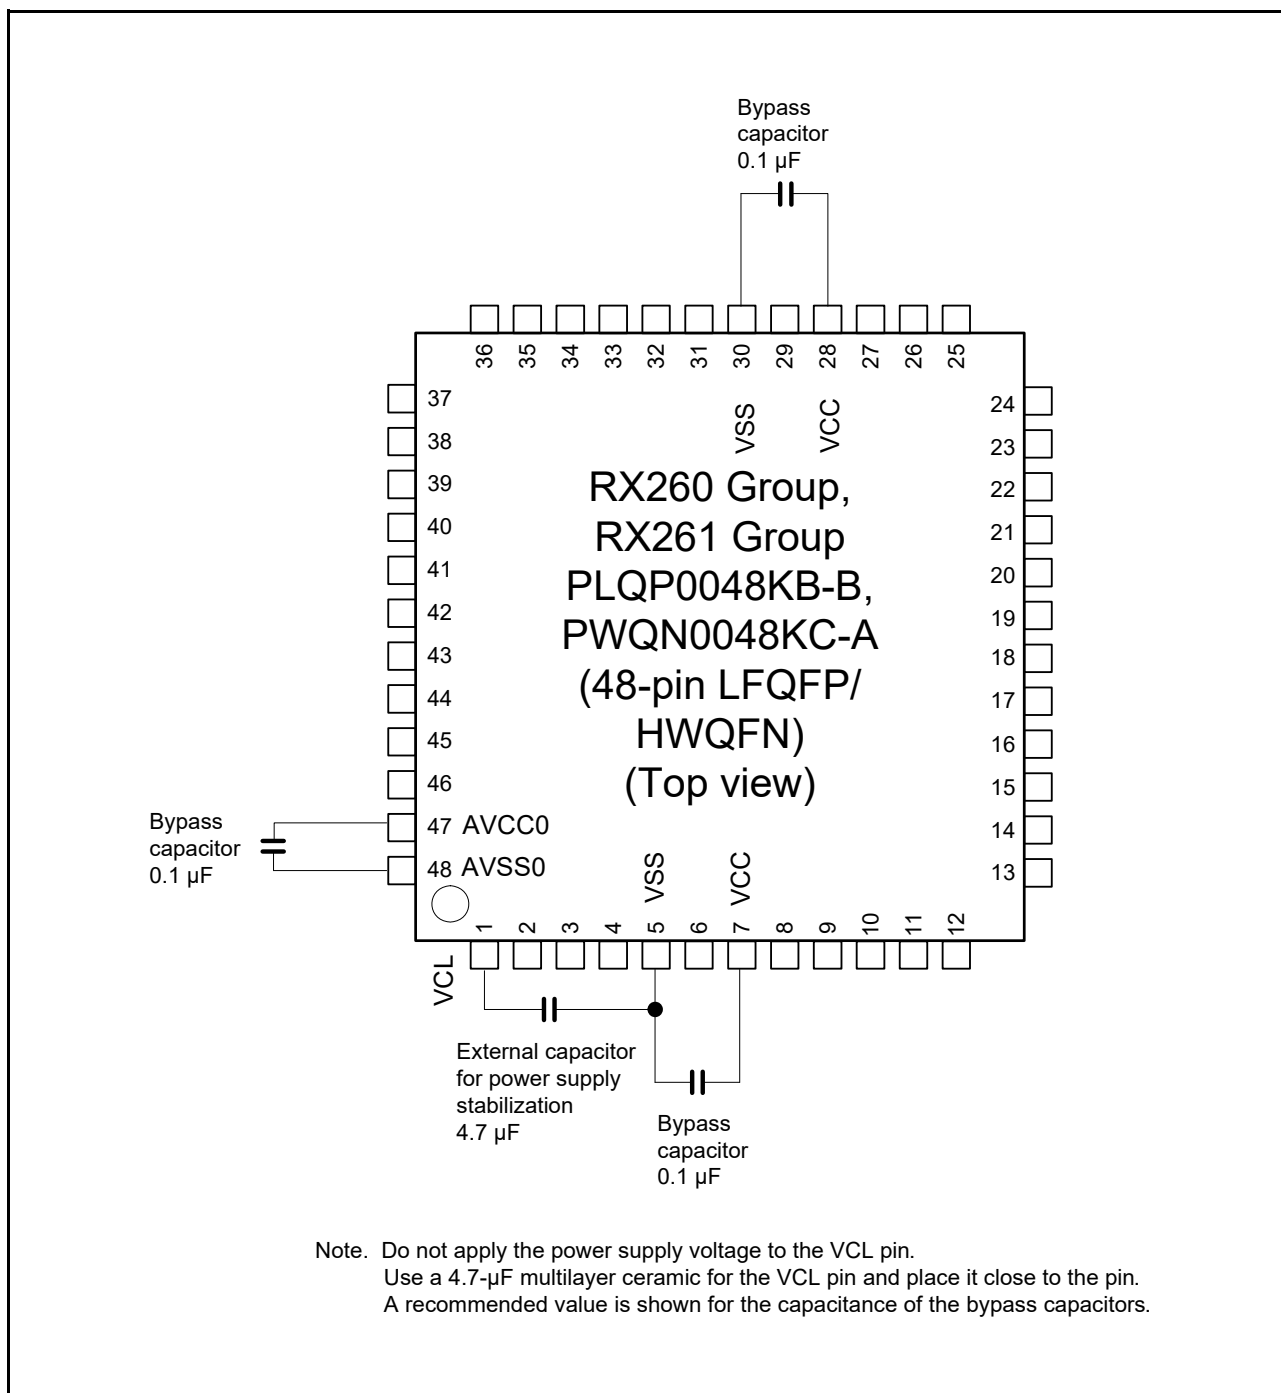 Bypass
capacitor
0.1 µF
36 35 34 33 32 31 30 29 28 27 26 25
VSS VCC
37
38
39
40
41
42
43
44
45
46
47 AVCC0
48 AVSS0
24
23
22
21
20
19
18
17
16
15
14
13
RX260 Group,
RX261 Group
PLQP0048KB-B,
PWQN0048KC-A
(48-pin LFQFP/
HWQFN)
(Top view)
Bypass
capacitor
0.1 µF
VSS VCC
1 2 3 4 5 6 7 8 9 10 11 12
VCL
External capacitor
for power supply
stabilization
4.7 µF
Bypass
capacitor
0.1 µF
Note. Do not apply the power supply voltage to the VCL pin.
Use a 4.7-µF multilayer ceramic for the VCL pin and place it close to the pin.
A recommended value is shown for the capacitance of the bypass capacitors.